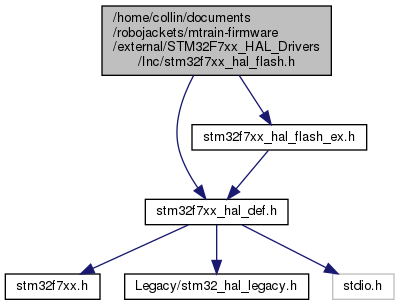 /home/collin/documents
/robojackets/mtrain-firmware
/external/STM32F7xx_HAL_Drivers
/Inc/stm32f7xx_hal_flash.h
stm32f7xx_hal_flash_ex.h
stm32f7xx_hal_def.h
stm32f7xx.h
Legacy/stm32_hal_legacy.h
stdio.h